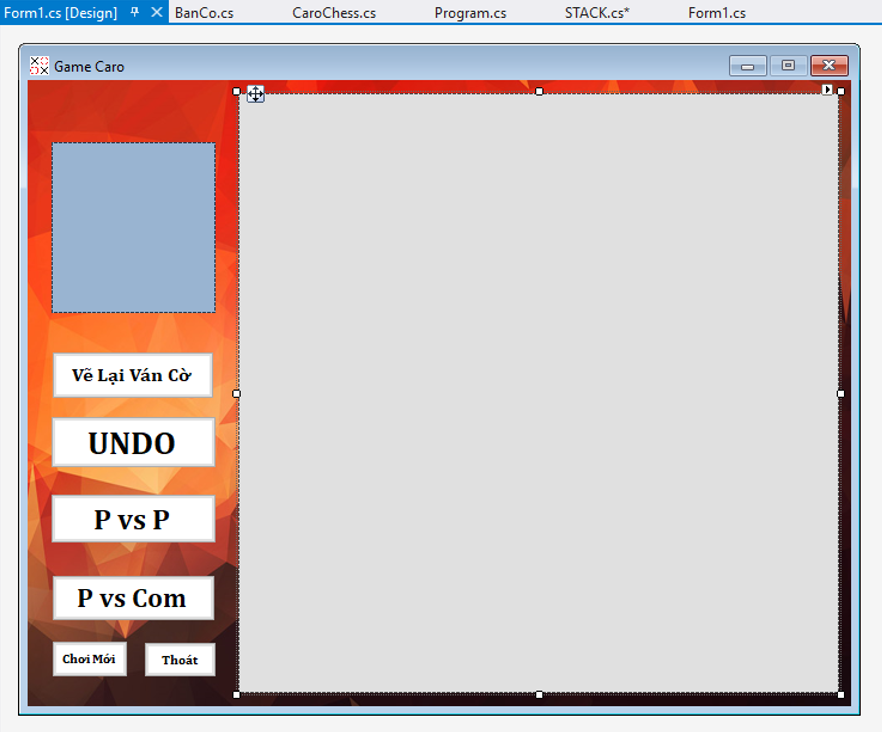 Form1.cs [Design] BanCo.cs CaroChess.cs Program.cs STACK.cs* Form1.cs
Game Caro
Vẽ Lại Ván Cờ
UNDO
P vs P
P vs Com
Chơi Mới Thoát